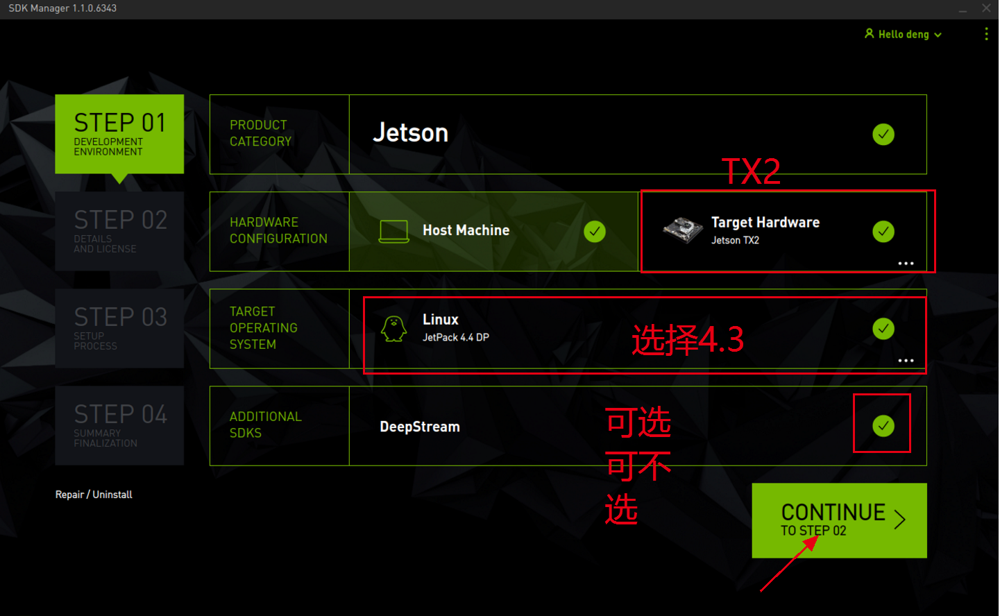 SDK Manager 1.1.0.6343
Hello deng
STEP 01
DEVELOPMENT
ENVIRONMENT
PRODUCT
CATEGORY
Jetson
TX2
STEP 02
DETAILS
AND LICENSE
HARDWARE
CONFIGURATION
Host Machine
Target Hardware
Jetson TX2
STEP 03
SETUP
PROCESS
TARGET
OPERATING
SYSTEM
Linux
JetPack 4.4 DP
选择4.3
STEP 04
SUMMARY
FINALIZATION
ADDITIONAL
SDKS
DeepStream
可选
可不
选
Repair / Uninstall
CONTINUE
TO STEP 02